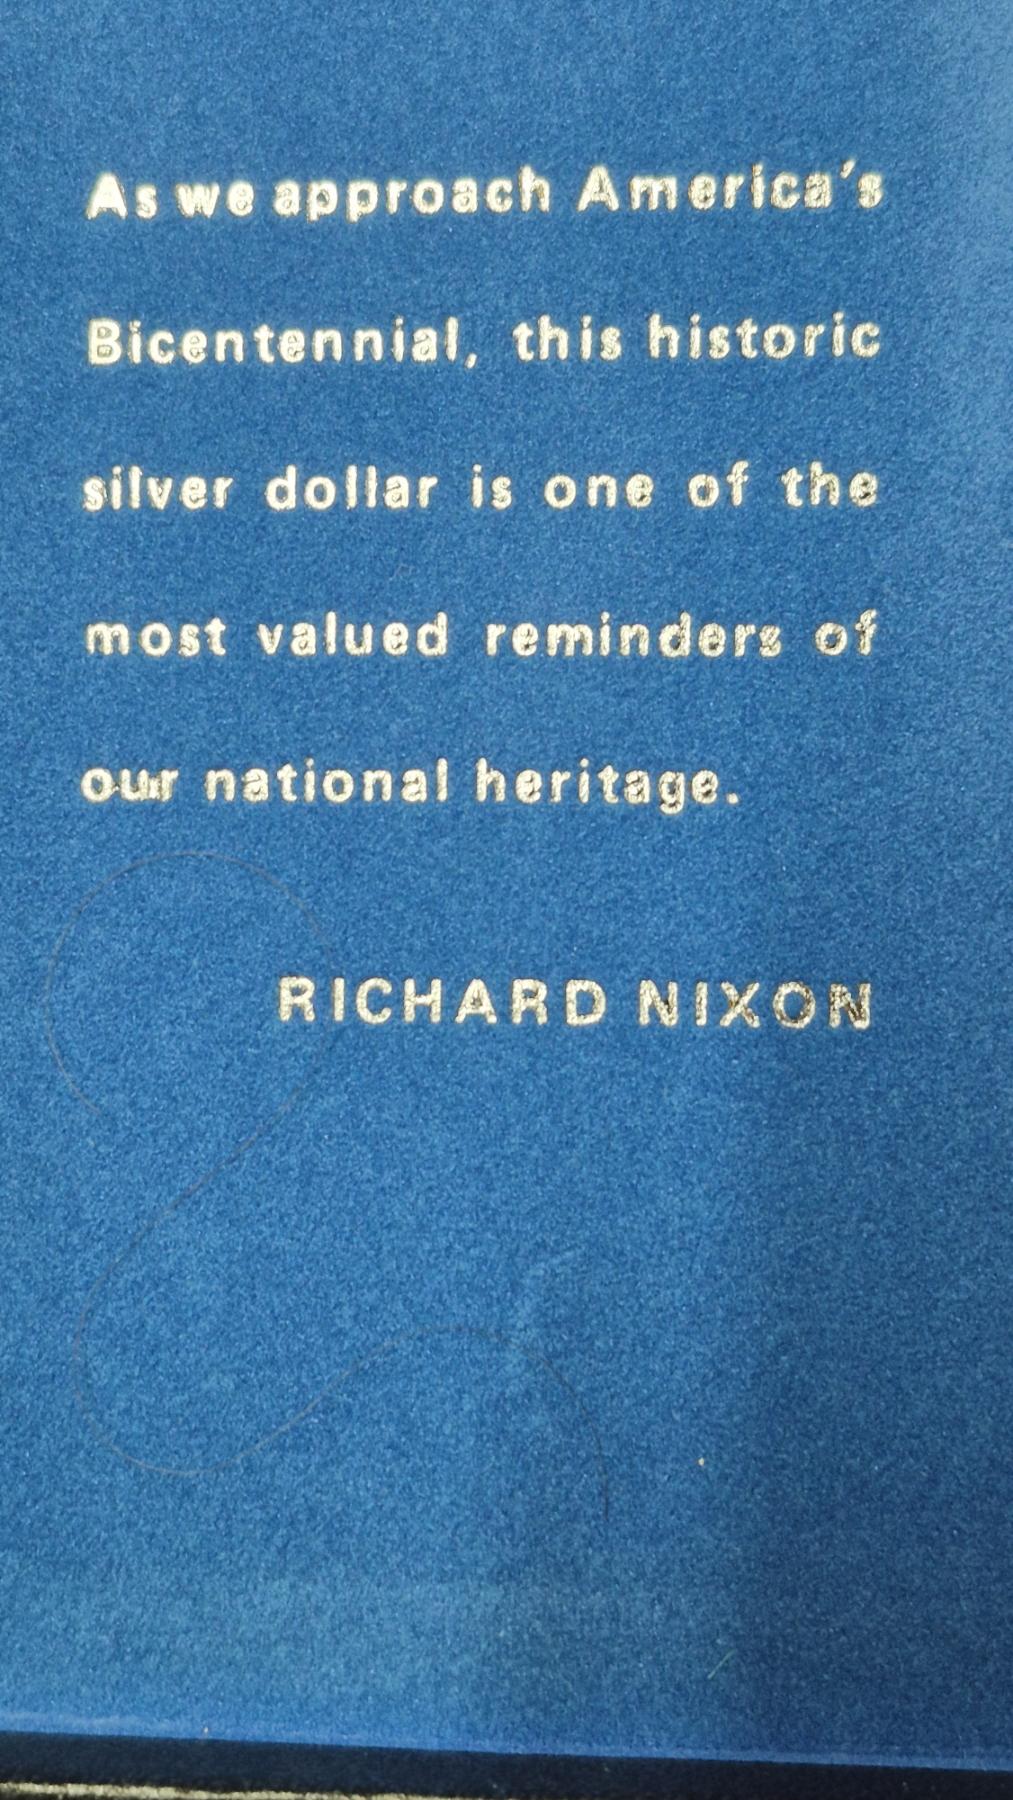 As we approach America's
Bicentennial, this historic
silver dollar is one of the
most valued reminders of
our national heritage.
RICHARD NIXON